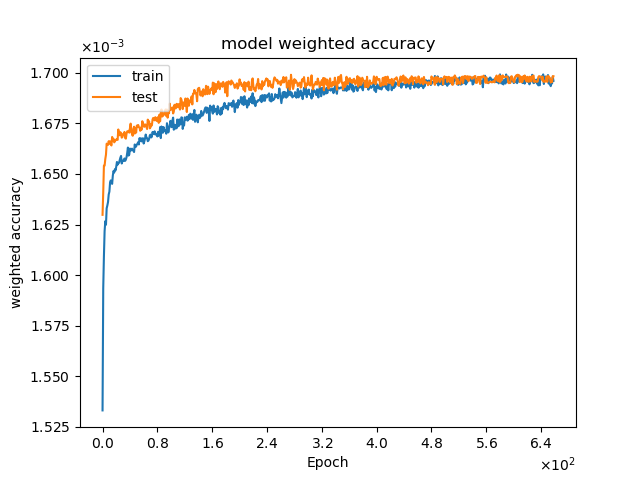 model weighted accuracy
×10⁻³
1.700
1.675
1.650
1.625
1.600
1.575
1.550
1.525
weighted accuracy
train
test
0.0 0.8 1.6 2.4 3.2 4.0 4.8 5.6 6.4
Epoch
×10²